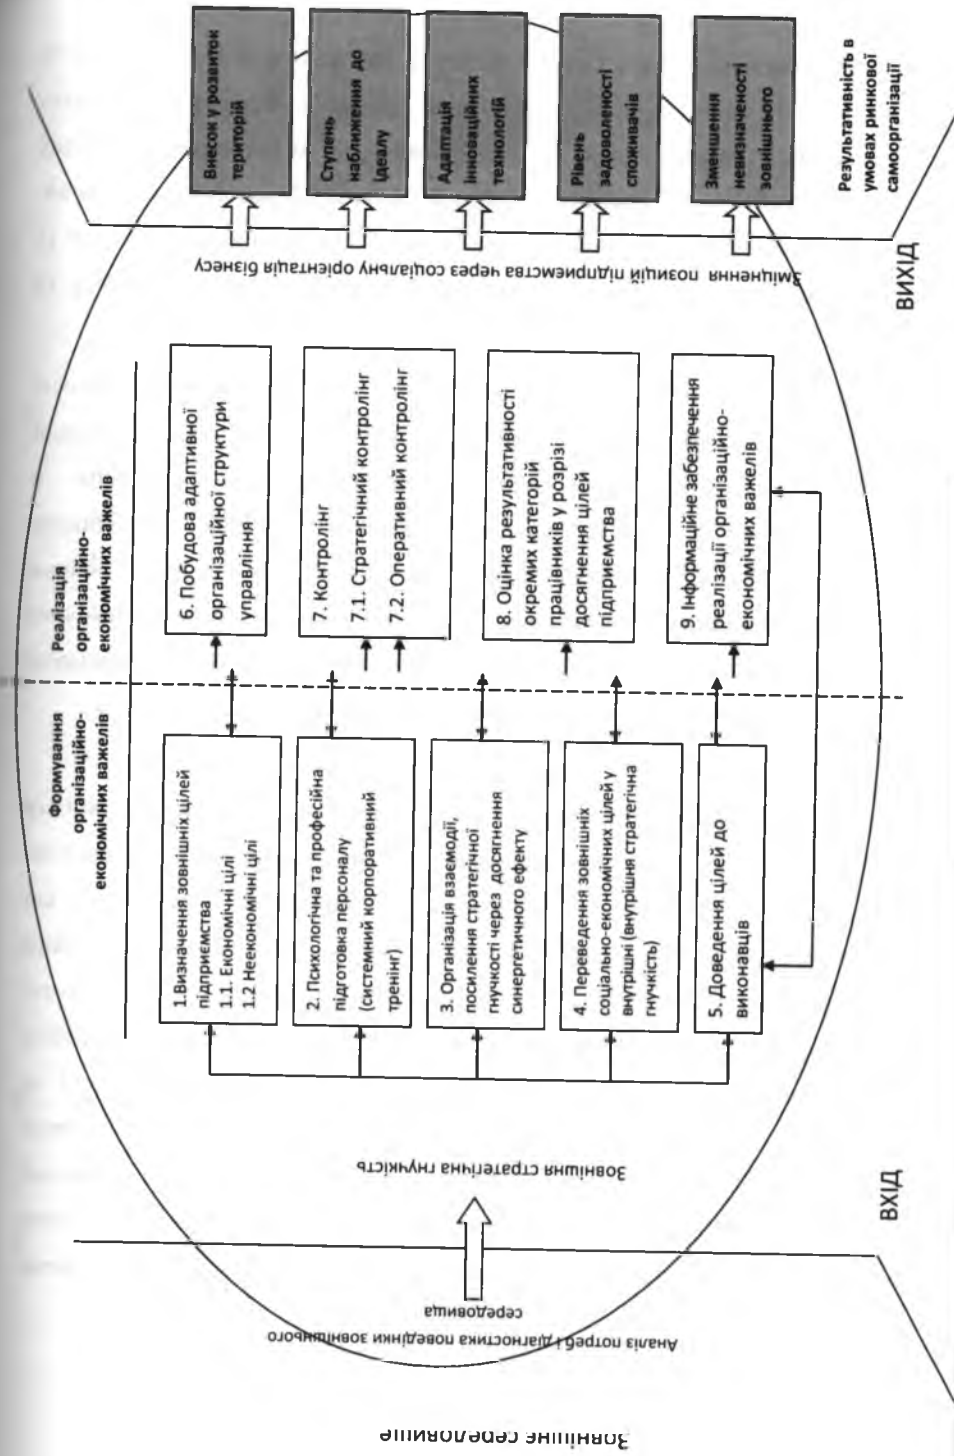 Зовнішнє середовище
Аналіз потреб і діагностика поведінки зовнішнього
середовища
ВХІД
Зовнішня стратегічна гнучкість
Формування
організаційно-
економічних важелів
1.Визначення зовнішніх цілей
підприємства
1.1. Економічні цілі
1.2 Неекономічні цілі
2. Психологічна та професійна
підготовка персоналу
(системний корпоративний
тренінг)
3. Організація взаємодії,
посилення стратегічної
гнучкості через досягнення
синергетичного ефекту
4. Переведення зовнішніх
соціально-економічних цілей у
внутрішні (внутрішня стратегічна
гнучкість)
5. Доведення цілей до
виконавців
Реалізація
організаційно-
економічних важелів
6. Побудова адаптивної
організаційної структури
управління
7. Контролінг
7.1. Стратегічний контролінг
7.2. Оперативний контролінг
8. Оцінка результативності
окремих категорій
працівників у розрізі
досягнення цілей
підприємства
9. Інформаційне забезпечення
реалізації організаційно-
економічних важелів
Зміцнення позицій підприємства через соціальну орієнтація бізнесу
ВИХІД
Внесок у розвиток
територій
Ступень
наближення до
ідеалу
Адаптація
інноваційних
технологій
Рівень
задоволеності
споживачів
Зменшення
невизначеності
зовнішнього
Результативність в
умовах ринкової
самоорганізації